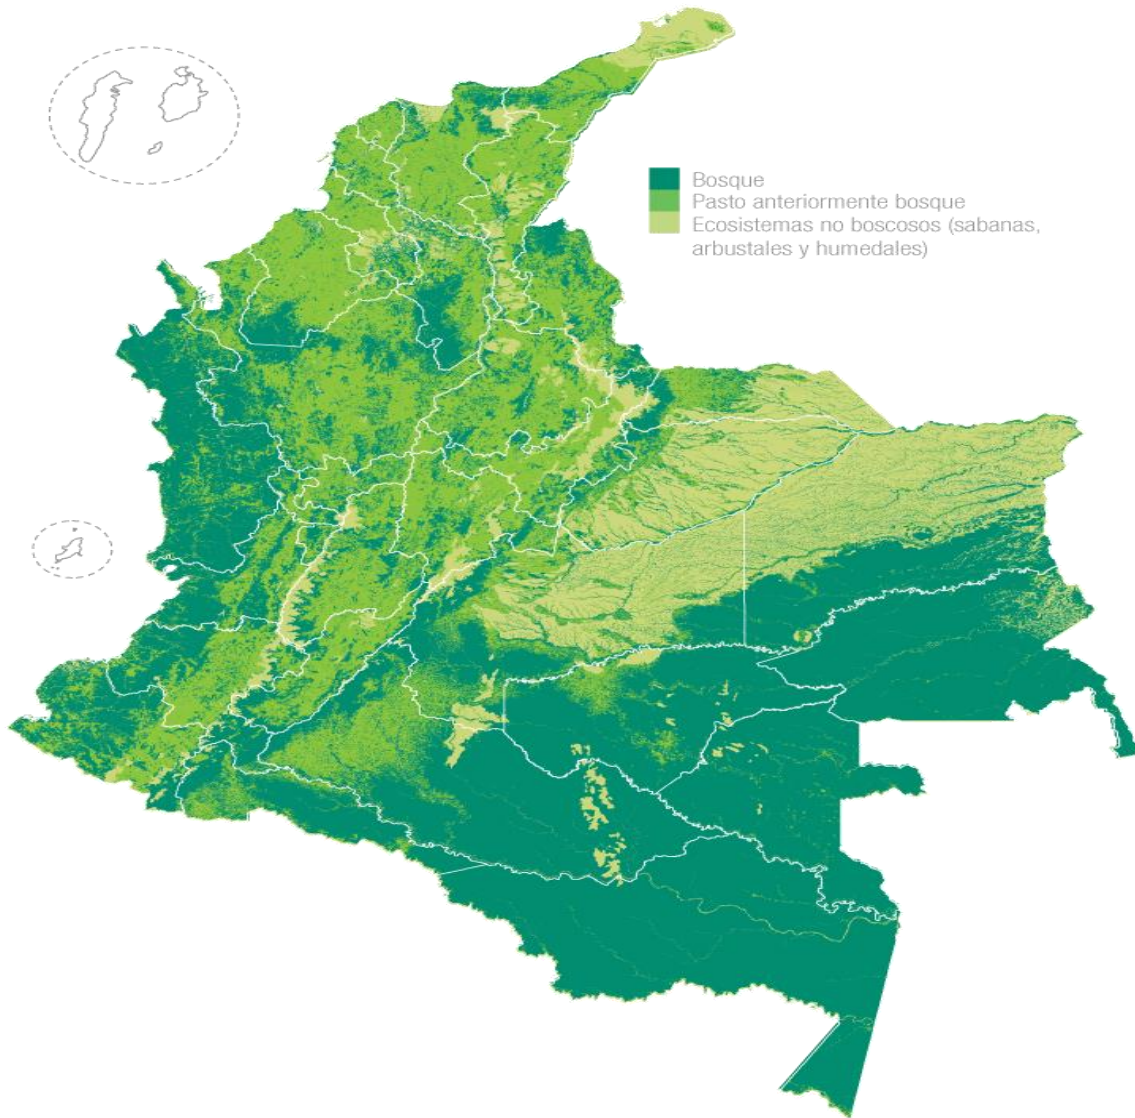 Bosque
Pasto anteriormente bosque
Ecosistemas no boscosos (sabanas,
arbustales y humedales)